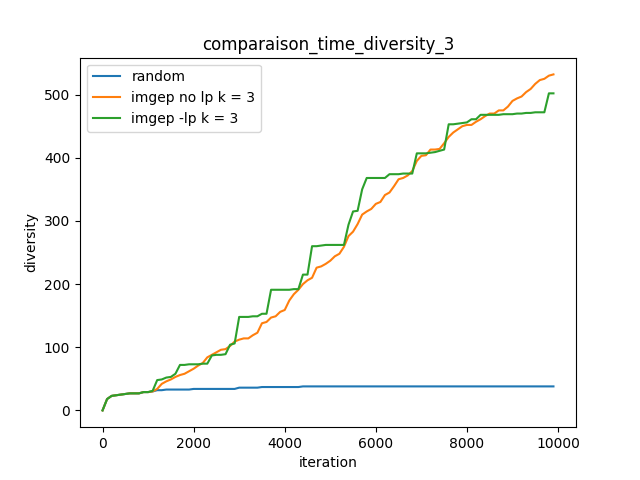 comparaison_time_diversity_3
random
imgep no lp k = 3
imgep -lp k = 3
diversity
500
400
300
200
100
0
0 2000 4000 6000 8000 10000
iteration